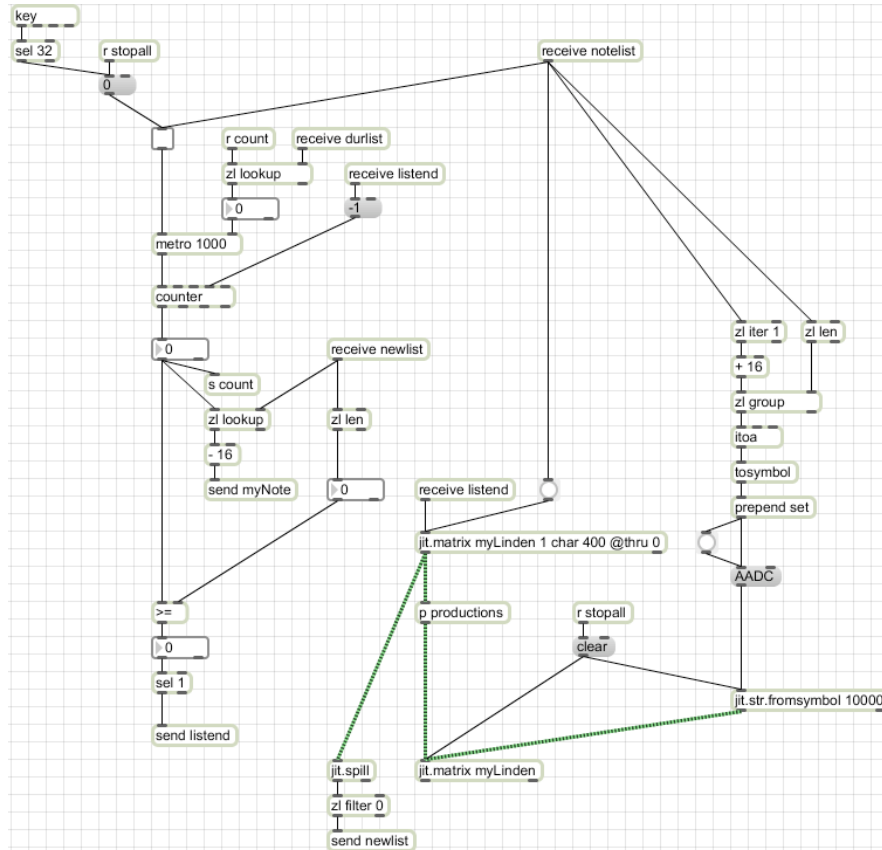 key
sel 32
r stopall
receive notelist
0
r count
receive durlist
zl lookup
receive listend
0
-1
metro 1000
counter
zl iter 1
zl len
0
receive newlist
+ 16
s count
zl lookup
zl len
zl group
- 16
itoa
tosymbol
send myNote
0
receive listend
prepend set
jit.matrix myLinden 1 char 400 @thru 0
AADC
>=
p productions
r stopall
0
clear
sel 1
jit.str.fromsymbol 10000
send listend
jit.spill
jit.matrix myLinden
zl filter 0
send newlist